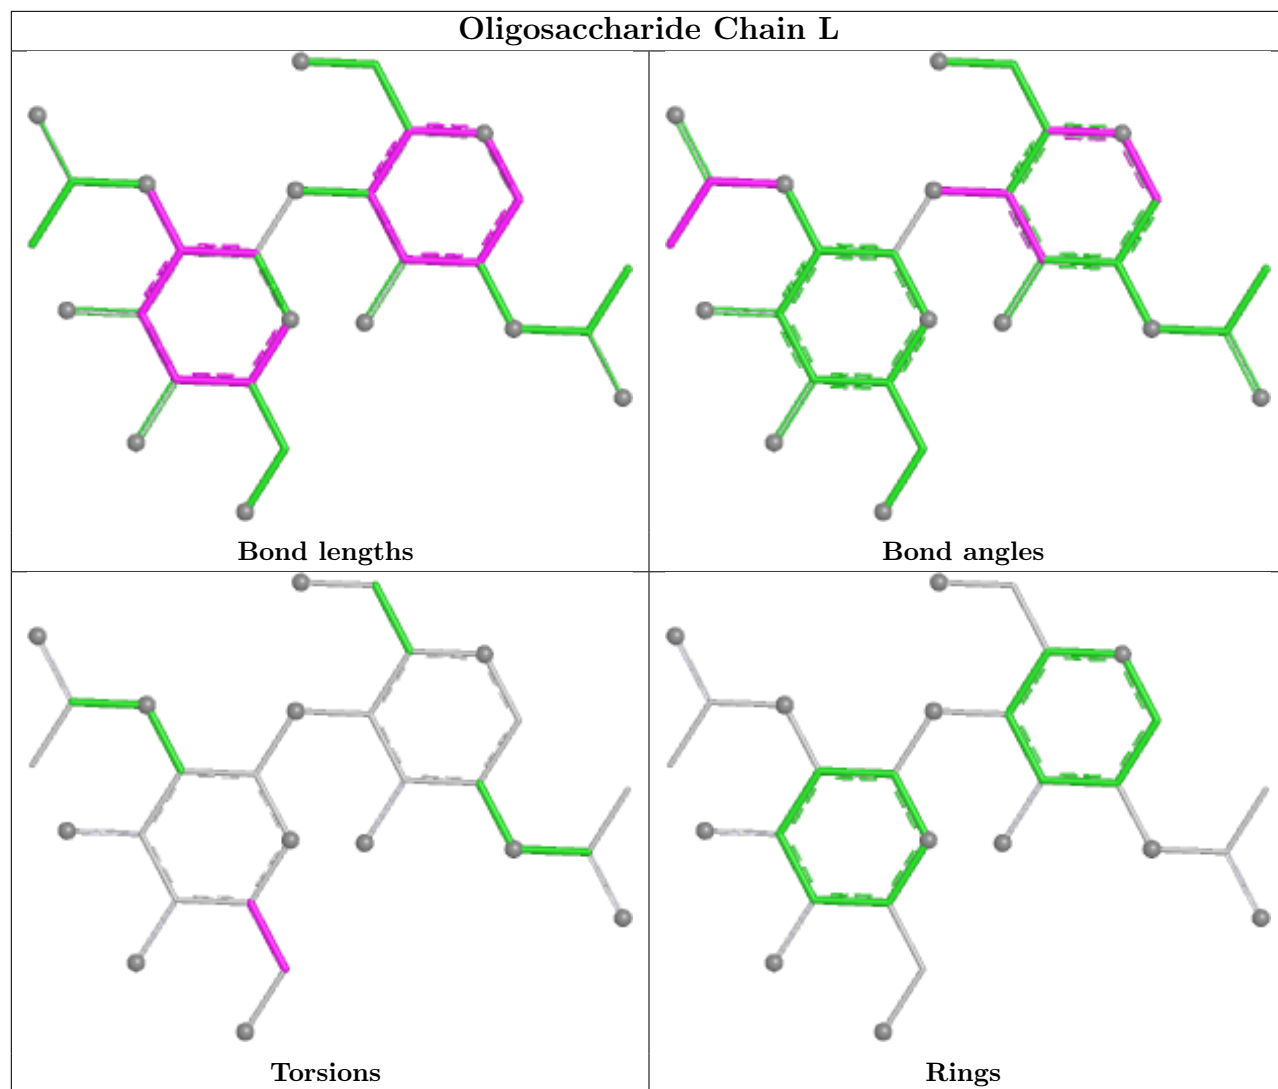 Oligosaccharide Chain L
Bond lengths
Bond angles
Torsions
Rings